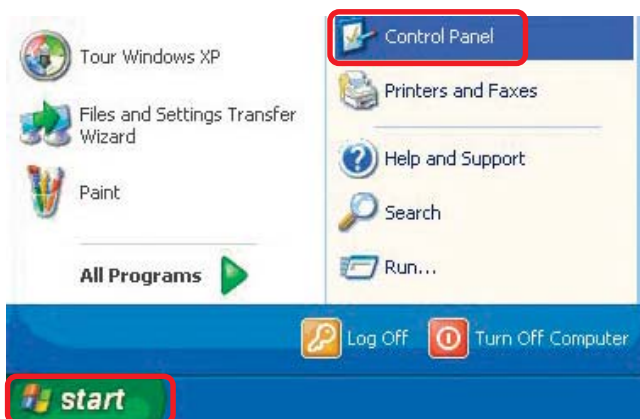 Tour Windows XP
Files and Settings Transfer
Wizard
Paint
All Programs
Control Panel
Printers and Faxes
Help and Support
Search
Run...
Log Off
Turn Off Computer
start